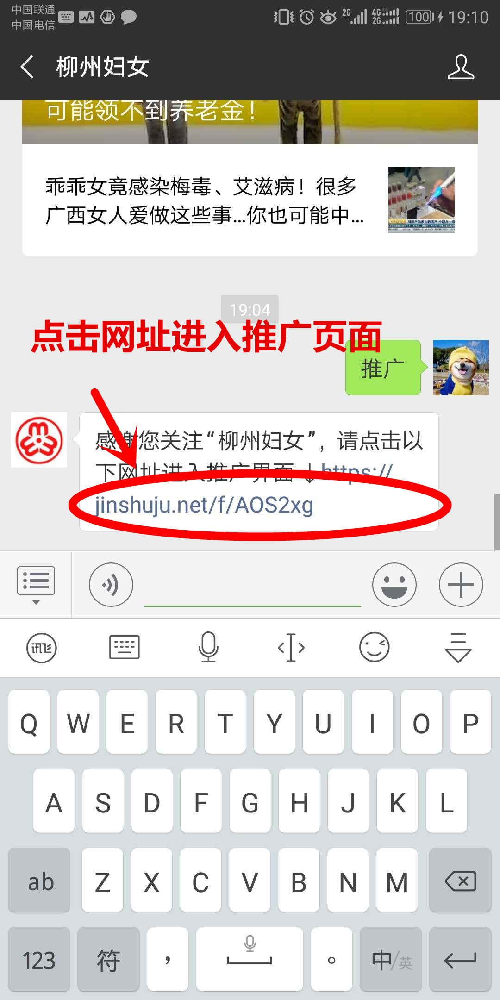 中国联通
中国电信
2G
4G
2G
100
19:10
柳州妇女
可能领不到养老金！
乖乖女竟感染梅毒、艾滋病！很多
广西女人爱做这些事...你也可能中...
19:04
点击网址进入推广页面
推广
感谢您关注“柳州妇女”，请点击以
下网址进入推广界面↓https://
jinshuju.net/f/AOS2xg
讯飞
Q W E R T Y U I O P
A S D F G H J K L
ab Z X C V B N M
123 符 ， 。 中/英